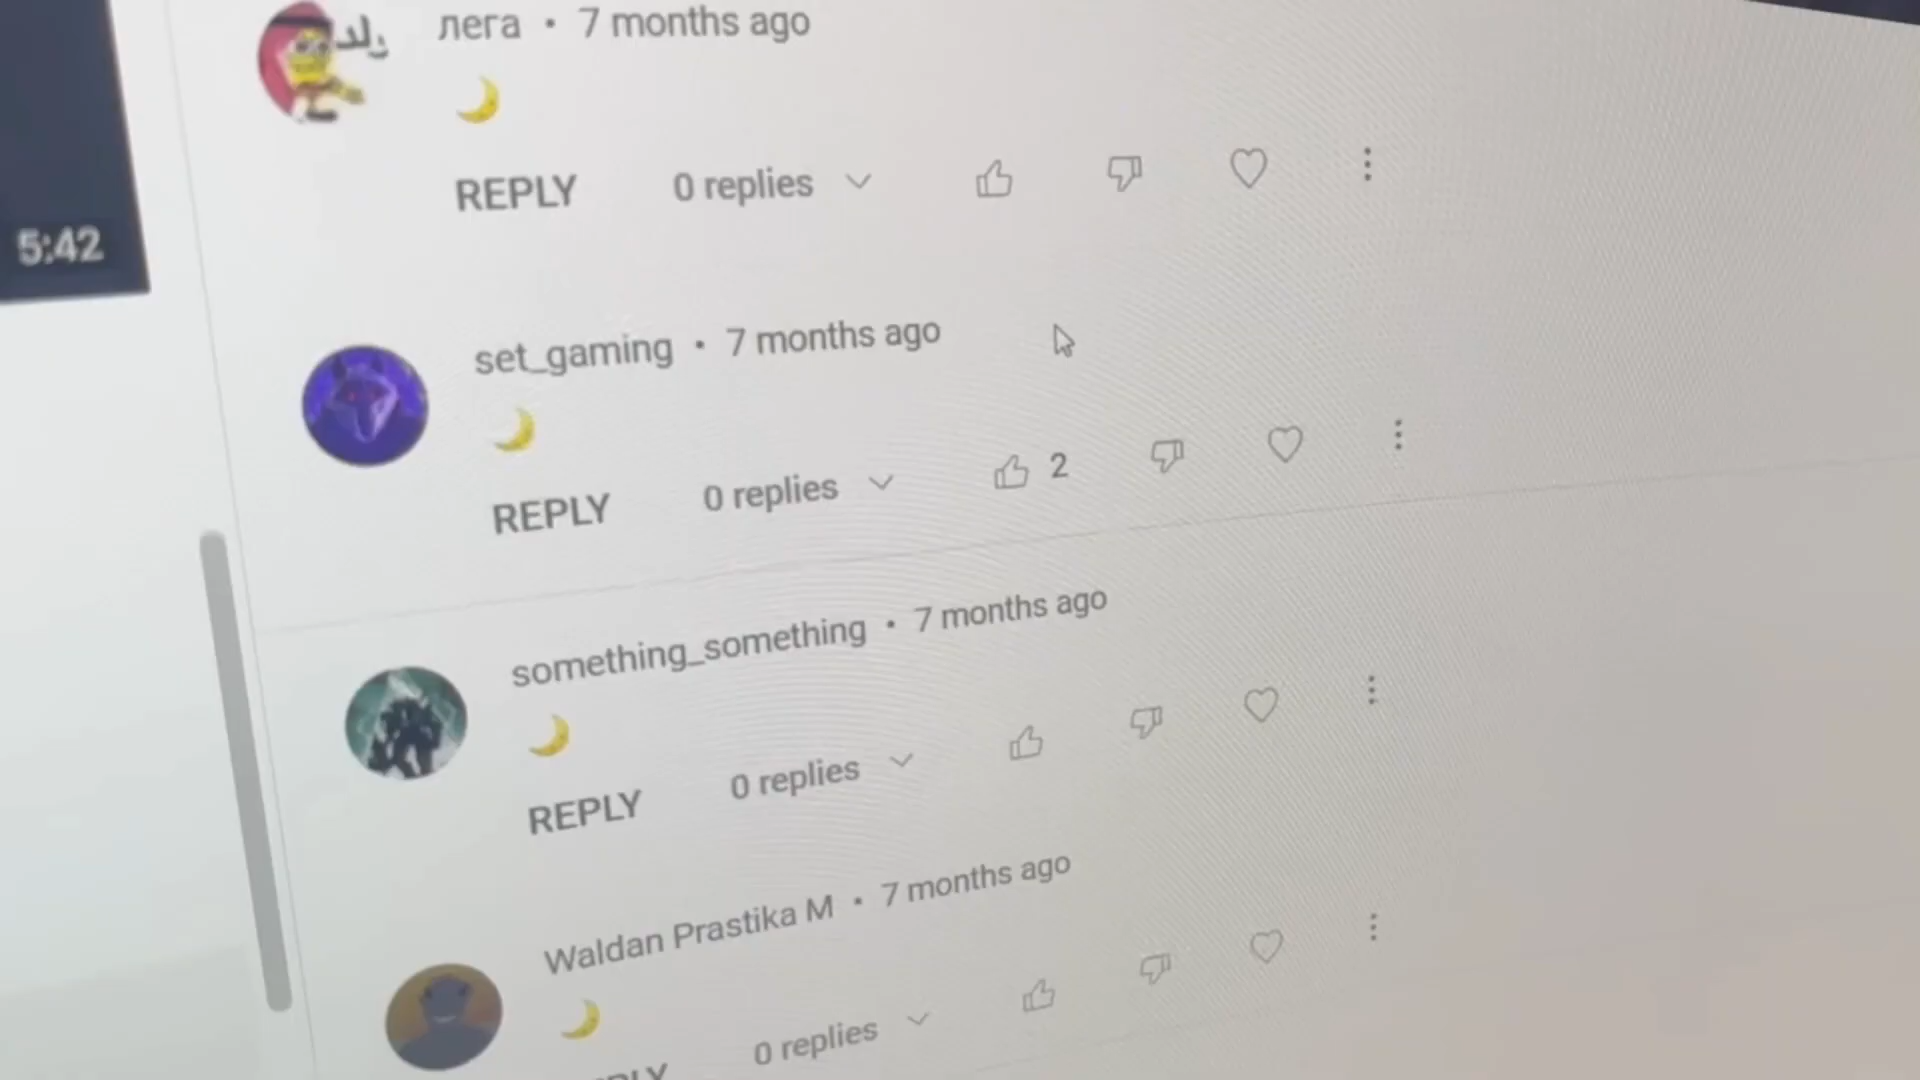 лега • 7 months ago
🌙
REPLY 0 replies
5:42
set_gaming • 7 months ago
🌙
REPLY 0 replies 2
something_something • 7 months ago
🌙
REPLY 0 replies
Waldan Prastika M • 7 months ago
🌙
0 replies